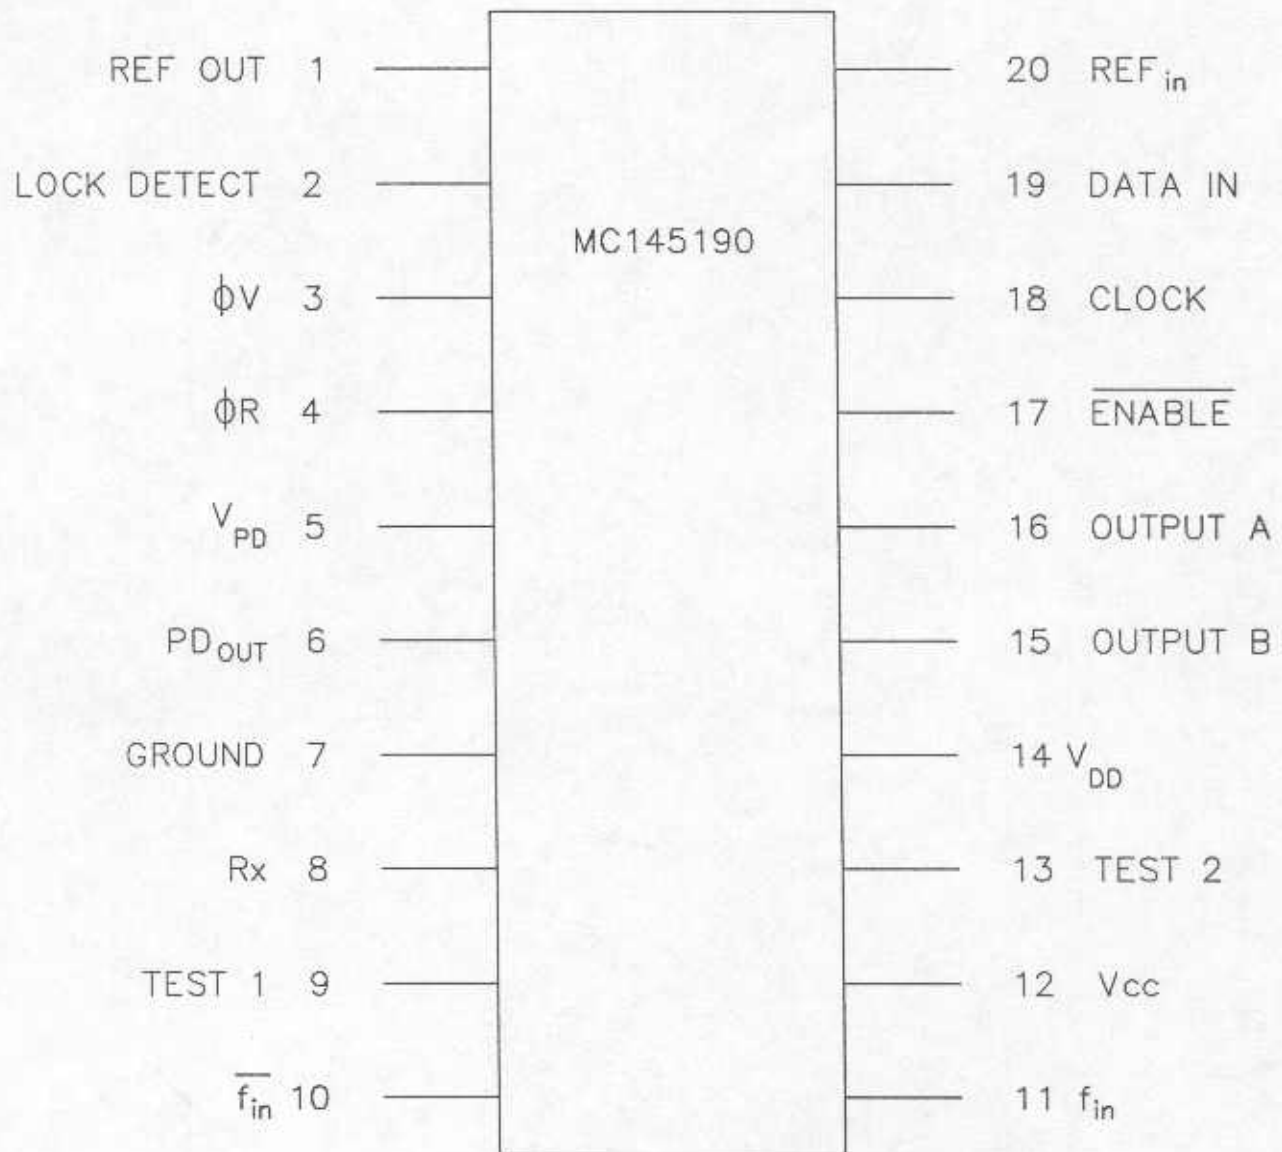 REF OUT 1 20 REFin
LOCK DETECT 2 19 DATA IN
MC145190
ϕV 3 18 CLOCK
ϕR 4 17 E̅N̅A̅B̅L̅E̅
VPD 5 16 OUTPUT A
PDOUT 6 15 OUTPUT B
GROUND 7 14 VDD
Rx 8 13 TEST 2
TEST 1 9 12 Vcc
f̅i̅n̅ 10 11 fin